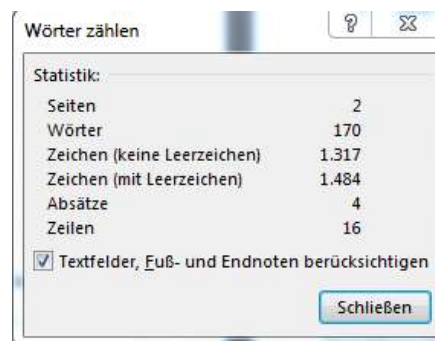 Wörter zählen
Statistik:
Seiten 2
Wörter 170
Zeichen (keine Leerzeichen) 1.317
Zeichen (mit Leerzeichen) 1.484
Absätze 4
Zeilen 16
Textfelder, Fuß- und Endnoten berücksichtigen
Schließen